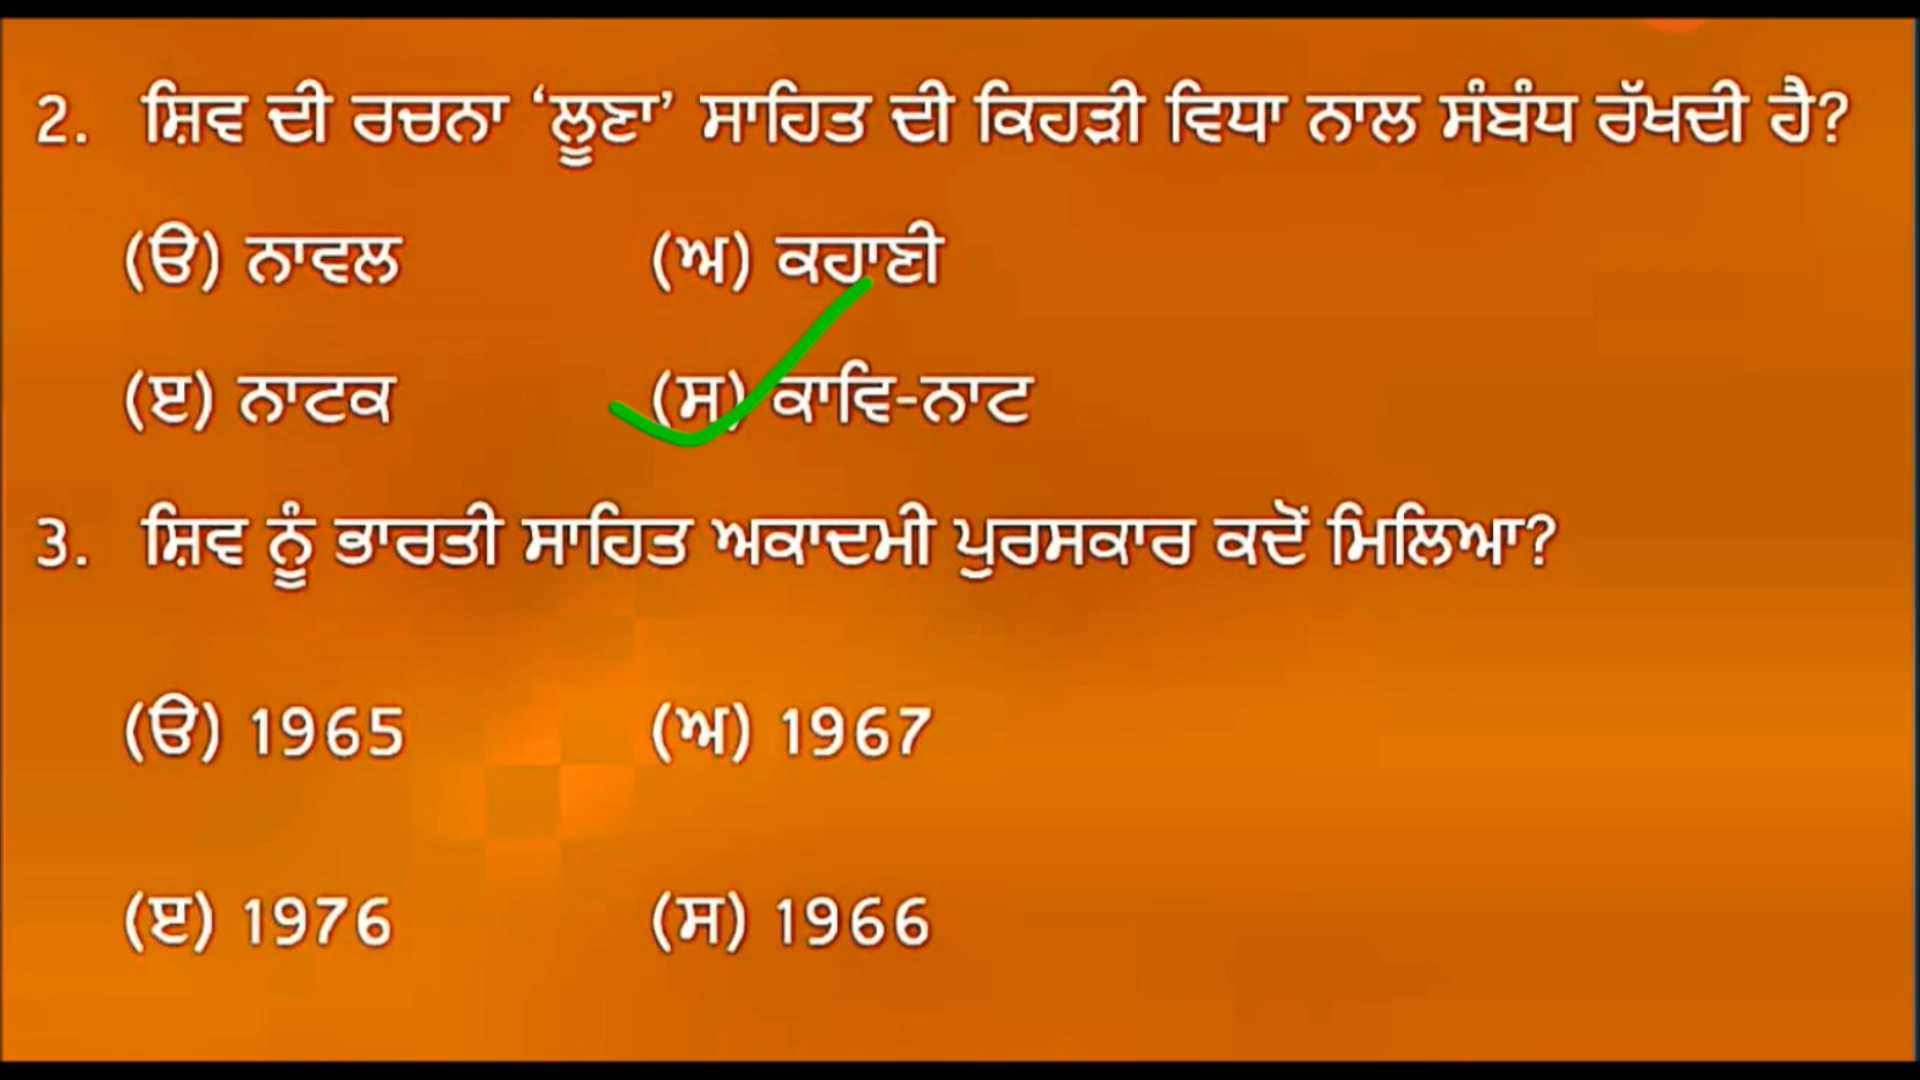 2. ਸ਼ਿਵ ਦੀ ਰਚਨਾ ‘ਲੂਣਾ’ ਸਾਹਿਤ ਦੀ ਕਿਹੜੀ ਵਿਧਾ ਨਾਲ ਸੰਬੰਧ ਰੱਖਦੀ ਹੈ?
(ੳ) ਨਾਵਲ (ਅ) ਕਹਾਣੀ
(ੲ) ਨਾਟਕ (ਸ) ਕਾਵਿ-ਨਾਟ
3. ਸ਼ਿਵ ਨੂੰ ਭਾਰਤੀ ਸਾਹਿਤ ਅਕਾਦਮੀ ਪੁਰਸਕਾਰ ਕਦੋਂ ਮਿਲਿਆ?
(ੳ) 1965 (ਅ) 1967
(ੲ) 1976 (ਸ) 1966